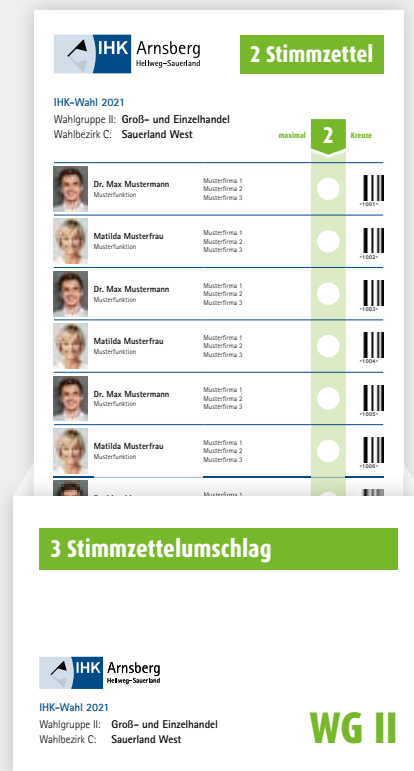 IHK Arnsberg
Hellweg-Sauerland
2 Stimmzettel
IHK-Wahl 2021
Wahlgruppe II: Groß- und Einzelhandel
Wahlbezirk C: Sauerland West
maximal 2 Kreuze
Dr. Max Mustermann
Musterfunktion
Musterfirma 1
Musterfirma 2
Musterfirma 3
*1001*
Matilda Musterfrau
Musterfunktion
Musterfirma 1
Musterfirma 2
Musterfirma 3
*1002*
Dr. Max Mustermann
Musterfunktion
Musterfirma 1
Musterfirma 2
Musterfirma 3
*1003*
Matilda Musterfrau
Musterfunktion
Musterfirma 1
Musterfirma 2
Musterfirma 3
*1004*
Dr. Max Mustermann
Musterfunktion
Musterfirma 1
Musterfirma 2
Musterfirma 3
*1005*
Matilda Musterfrau
Musterfunktion
Musterfirma 1
Musterfirma 2
Musterfirma 3
*1006*
Musterfirma 1
3 Stimmzettelumschlag
IHK Arnsberg
Hellweg-Sauerland
IHK-Wahl 2021
Wahlgruppe II: Groß- und Einzelhandel
Wahlbezirk C: Sauerland West
WG II